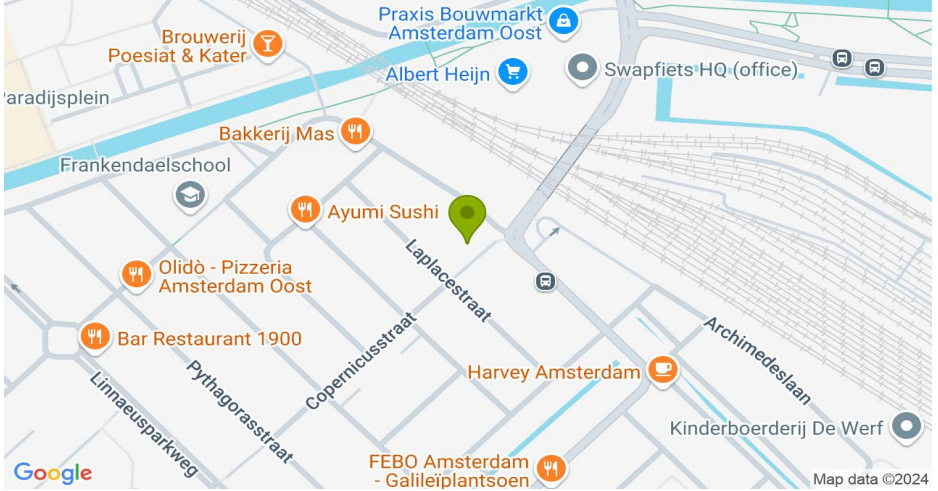 Praxis Bouwmarkt
Amsterdam Oost
Brouwerij
Poesiat & Kater
Albert Heijn
Swapfiets HQ (office)
Paradijsplein
Bakkerij Mas
Frankendaelschool
Ayumi Sushi
Laplacestraat
Olidò - Pizzeria
Amsterdam Oost
Bar Restaurant 1900
Copernicusstraat
Archimedeslaan
Harvey Amsterdam
Pythagorasstraat
Linnaeusparkweg
Kinderboerderij De Werf
FEBO Amsterdam
- Galileïplantsoen
Google
Map data ©2024